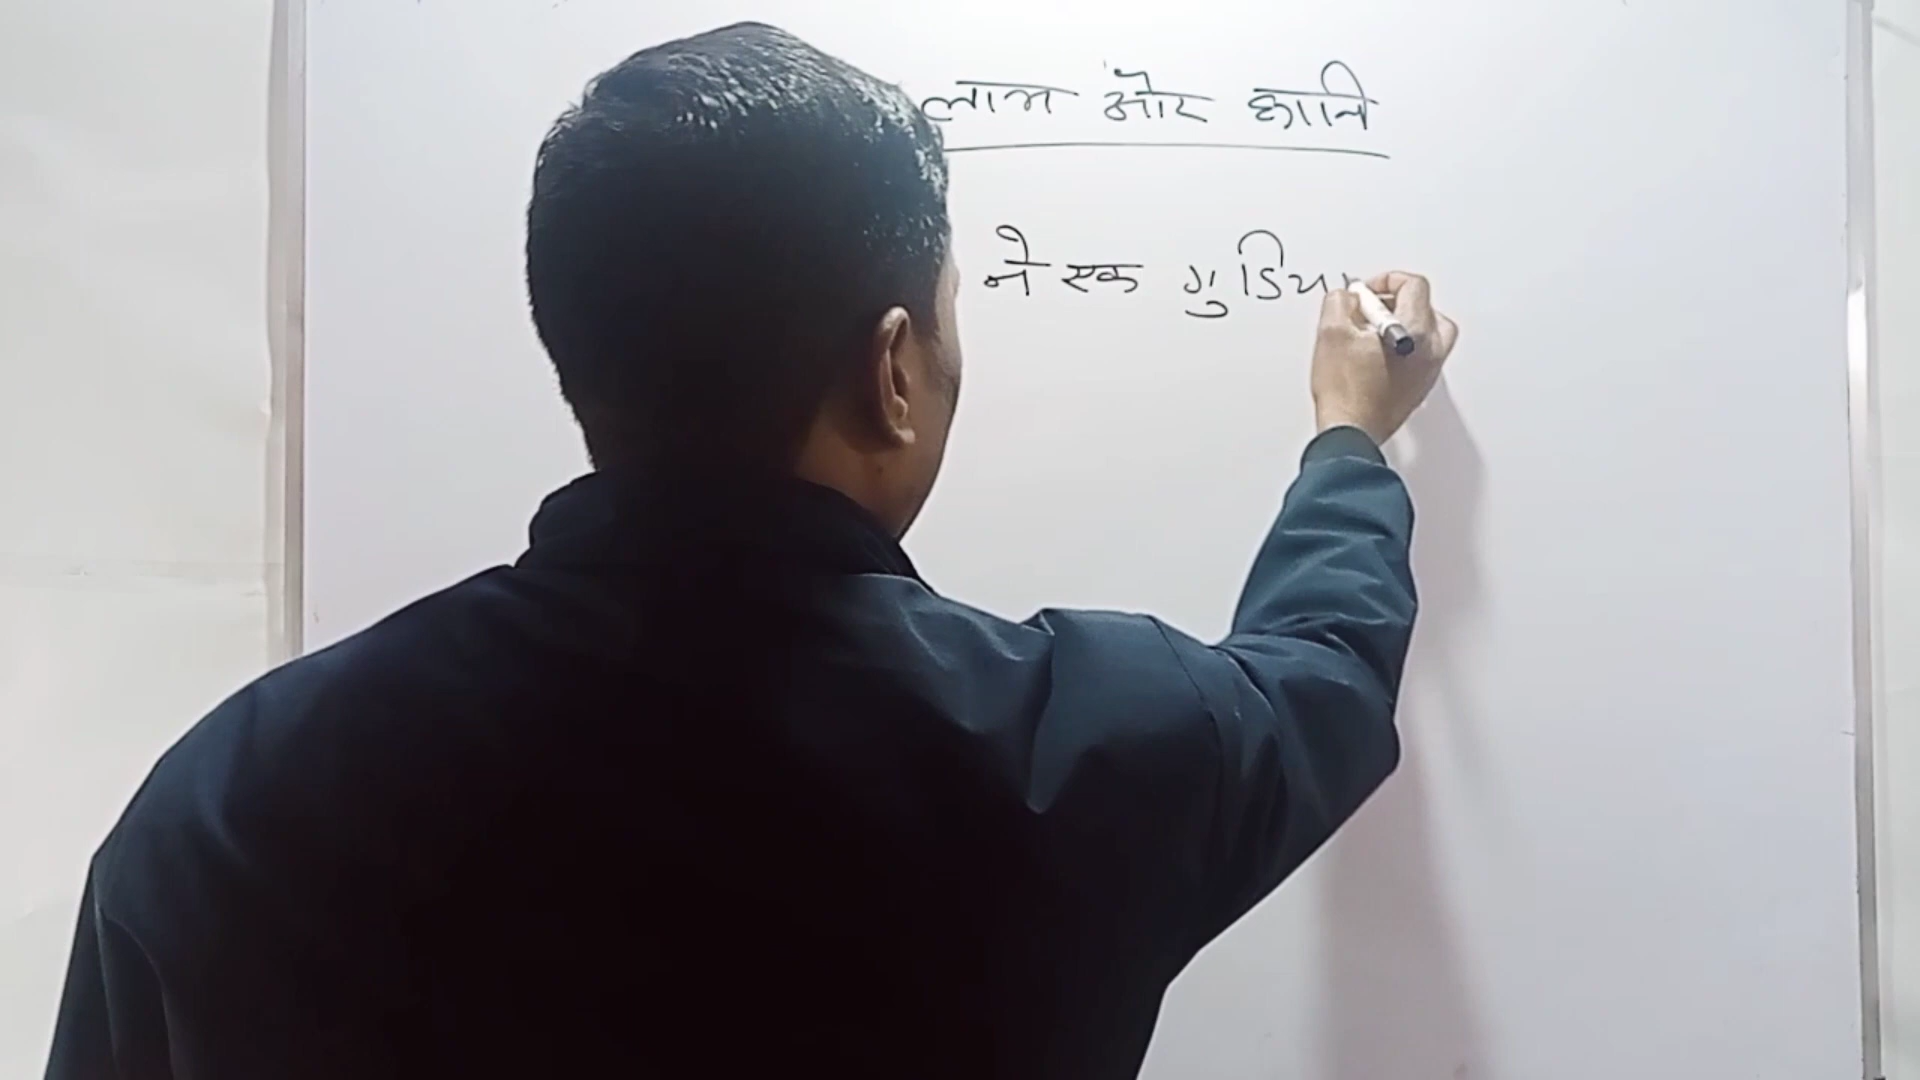 लाभ और हानि
ने एक गुडिया